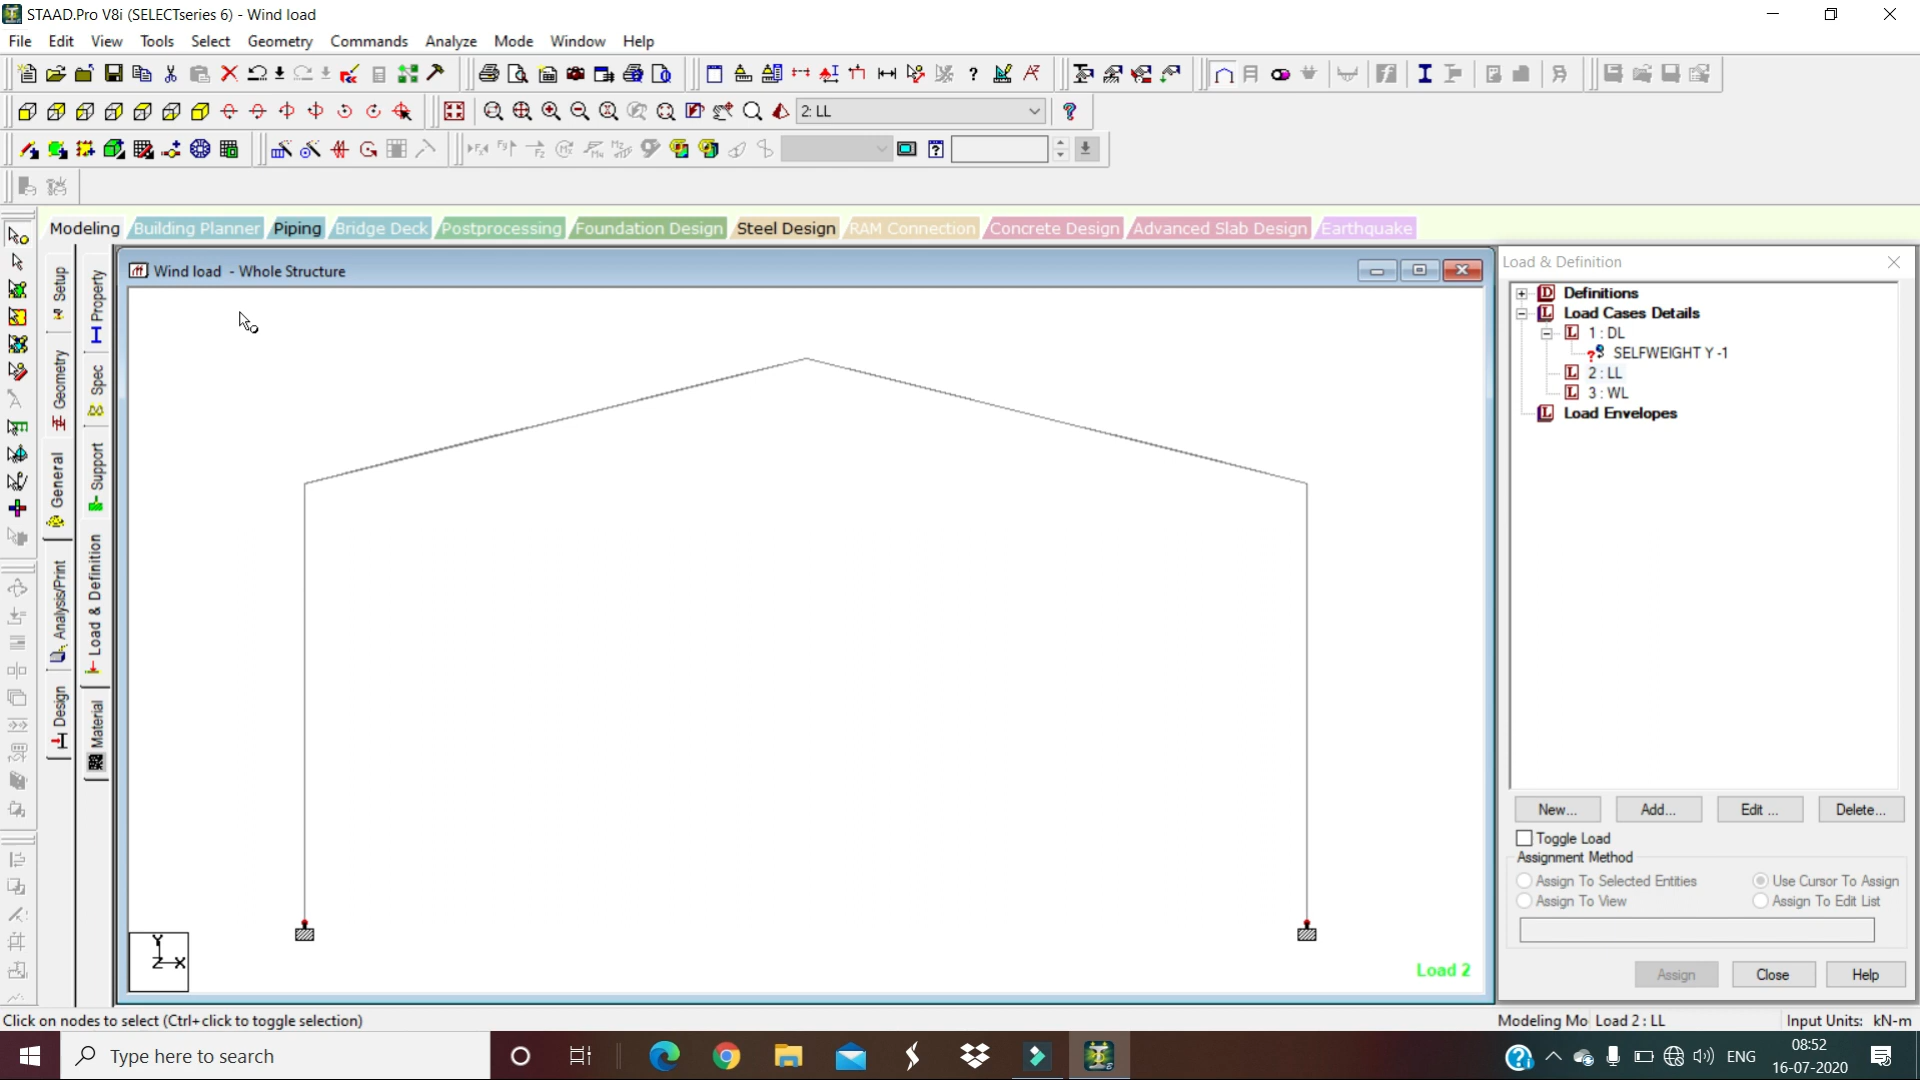 STAAD.Pro V8i (SELECTseries 6) - Wind load
File Edit View Tools Select Geometry Commands Analyze Mode Window Help
2: LL
Modeling Building Planner Piping Bridge Deck Postprocessing Foundation Design Steel Design RAM Connection Concrete Design Advanced Slab Design Earthquake
Setup
Geometry
General
Analysis/Print
Design
Property
Spec
Support
Load & Definition
Material
Wind load - Whole Structure
Y
Z X
Load 2
Load & Definition
Definitions
Load Cases Details
1 : DL
SELFWEIGHT Y -1
2 : LL
3 : WL
Load Envelopes
New... Add... Edit ... Delete...
Toggle Load
Assignment Method
Assign To Selected Entities Use Cursor To Assign
Assign To View Assign To Edit List
Assign Close Help
Click on nodes to select (Ctrl+click to toggle selection) Modeling Mo Load 2 : LL Input Units: kN-m
Type here to search ENG 08:52
16-07-2020